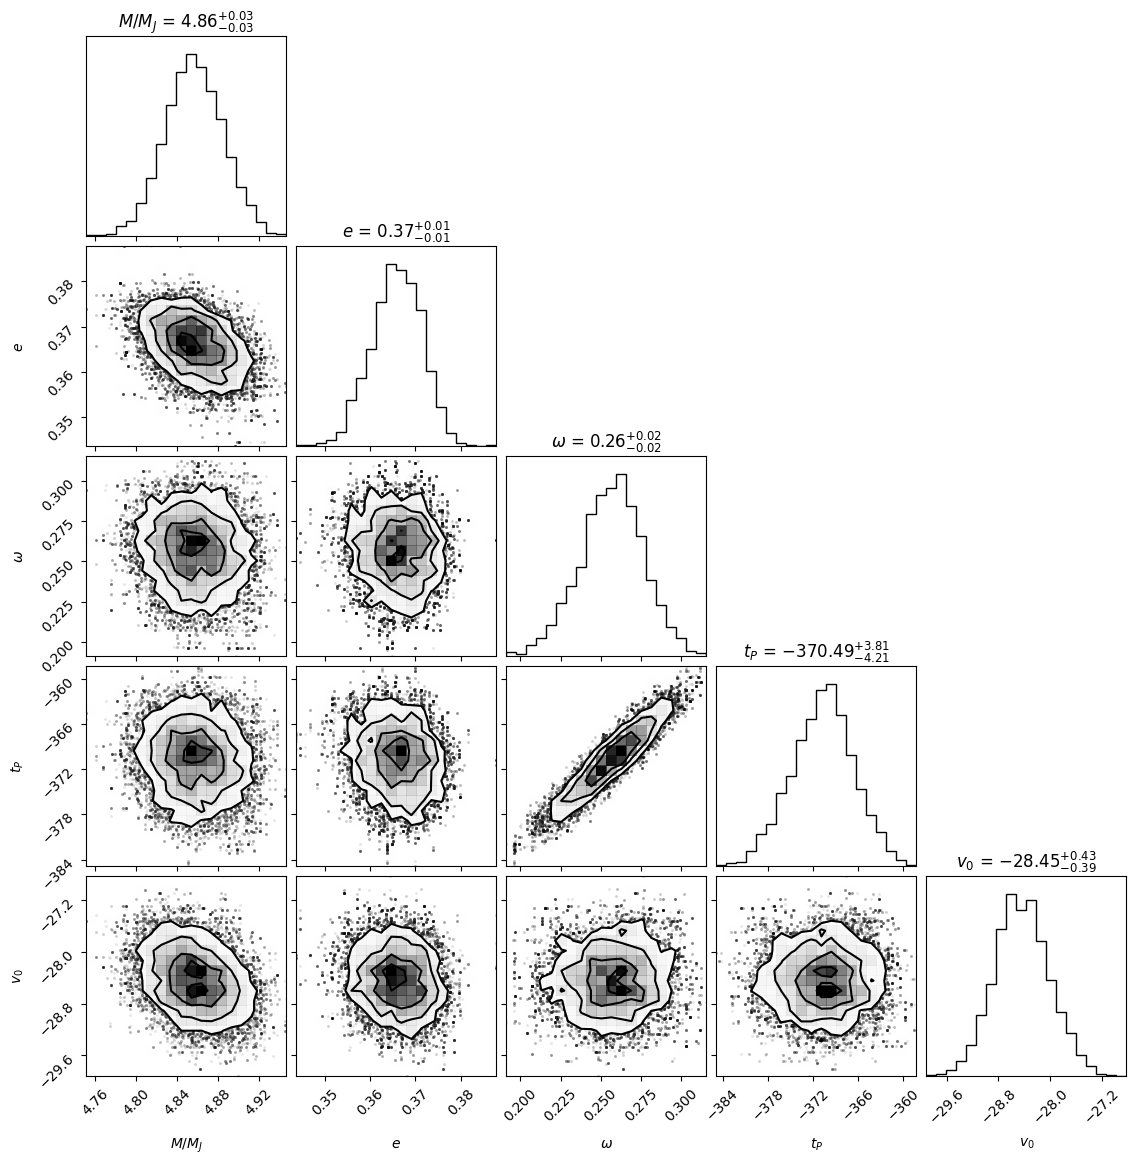 M/M_J = 4.86^{+0.03}_{-0.03}
e = 0.37^{+0.01}_{-0.01}
0.38
0.37
0.36
0.35
e
ω = 0.26^{+0.02}_{-0.02}
0.300
0.275
0.250
0.225
0.200
ω
t_P = −370.49^{+3.81}_{-4.21}
−360
−366
−372
−378
−384
t_P
v_0 = −28.45^{+0.43}_{-0.39}
−27.2
−28.0
−28.8
−29.6
v_0
4.76 4.80 4.84 4.88 4.92 0.35 0.36 0.37 0.38 0.200 0.225 0.250 0.275 0.300 −384 −378 −372 −366 −360 −29.6 −28.8 −28.0 −27.2
M/M_J e ω t_P v_0